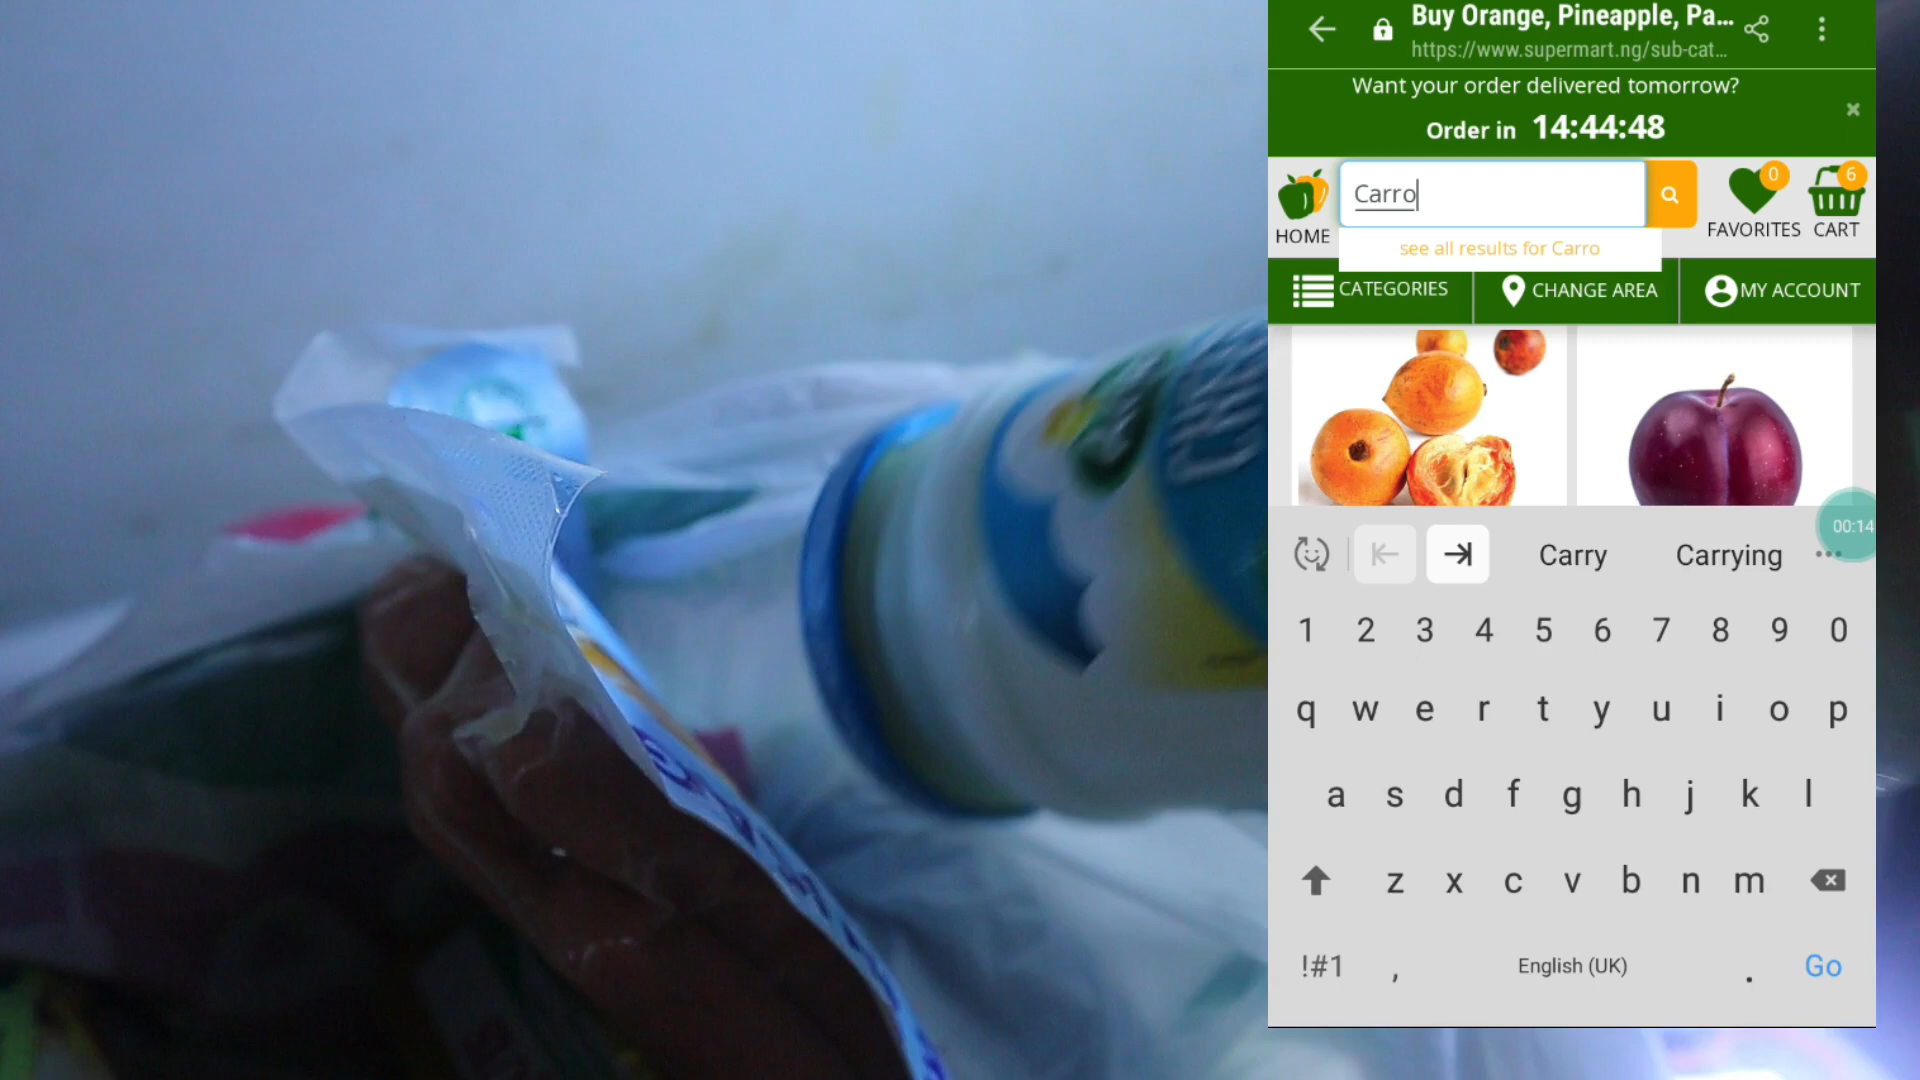 Buy Orange, Pineapple, Pa...
https://www.supermart.ng/sub-cat...
Want your order delivered tomorrow?
Order in 14:44:48
Carro
0
6
HOME
FAVORITES
CART
see all results for Carro
CATEGORIES
CHANGE AREA
MY ACCOUNT
00:14
Carry
Carrying
1 2 3 4 5 6 7 8 9 0
q w e r t y u i o p
a s d f g h j k l
z x c v b n m
!#1 , English (UK) . Go